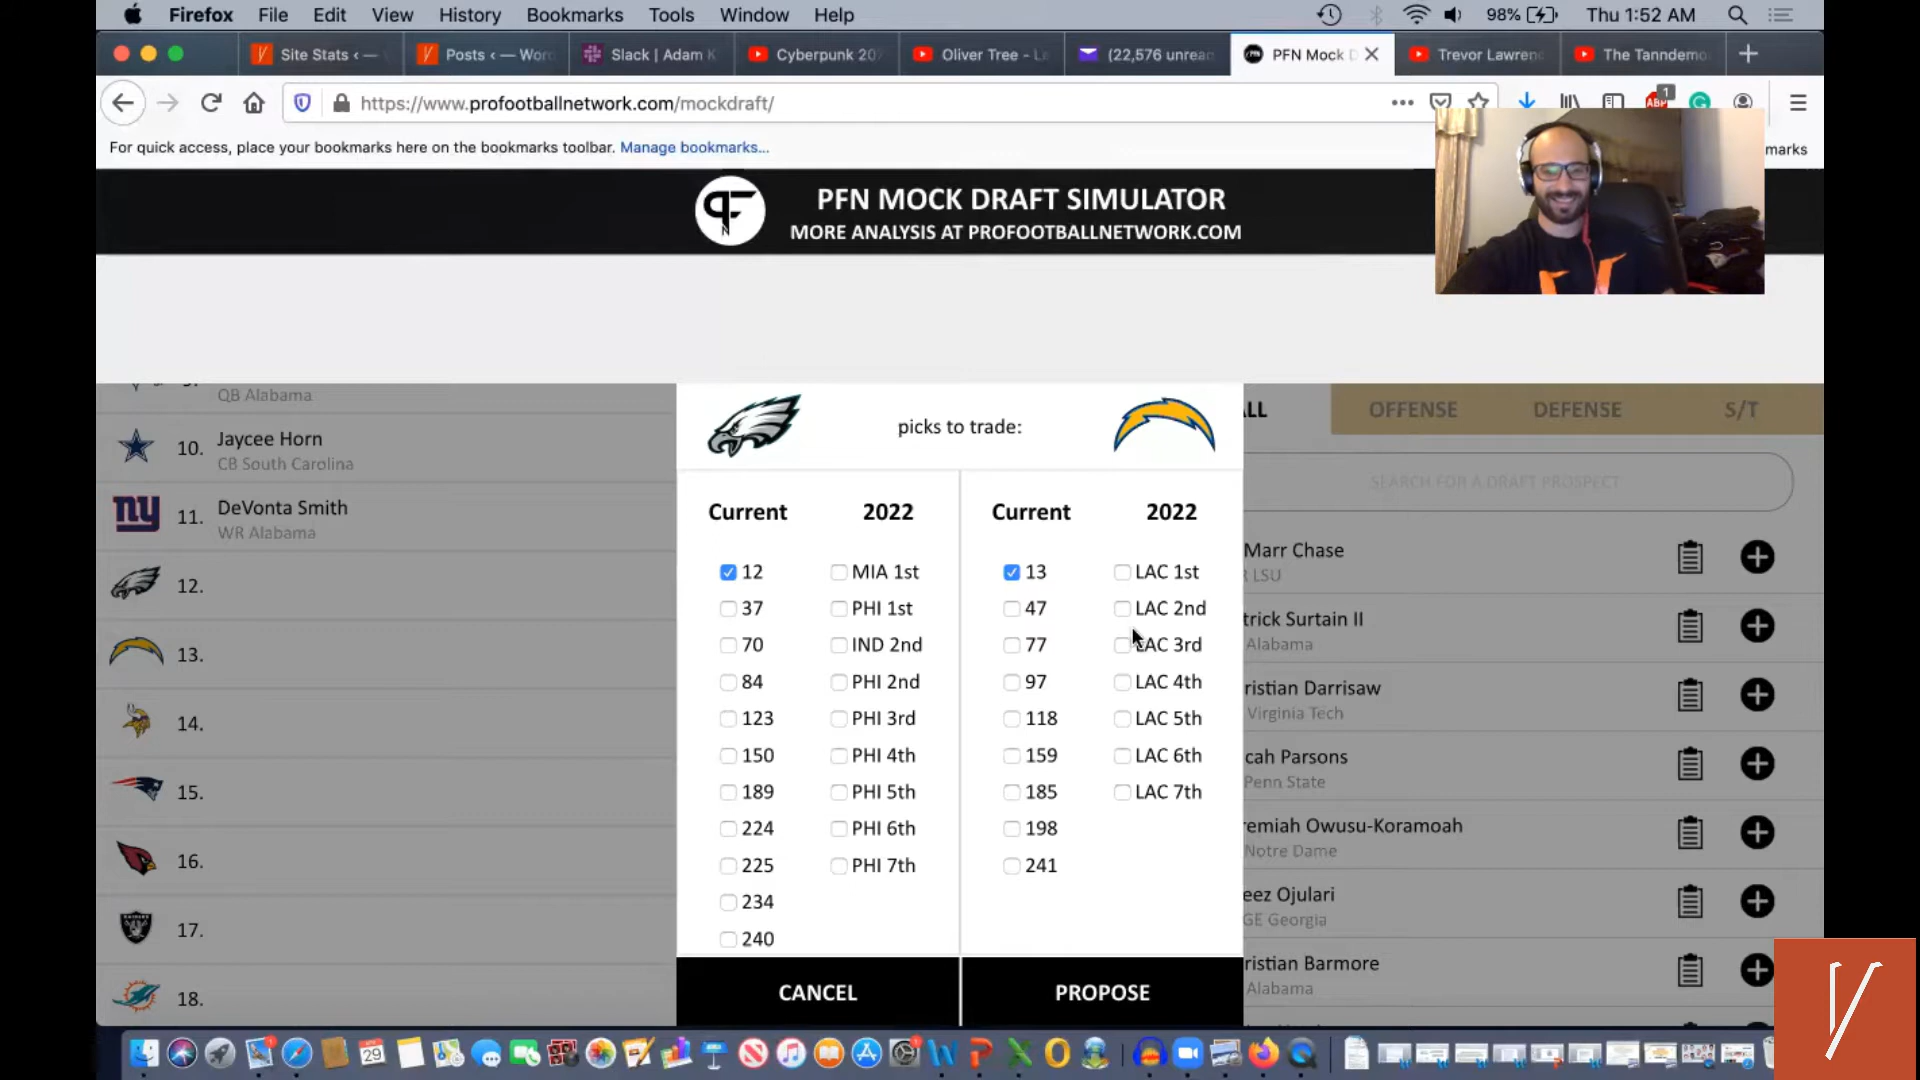 Firefox File Edit View History Bookmarks Tools Window Help 98% Thu 1:52 AM
Site Stats ‹ — Posts ‹ — Wor Slack | Adam K Cyberpunk 20 Oliver Tree - L (22,576 unrea PFN Mock D Trevor Lawrenc The Tanndemo
https://www.profootballnetwork.com/mockdraft/ ABP 1
For quick access, place your bookmarks here on the bookmarks toolbar. Manage bookmarks... marks
PFN MOCK DRAFT SIMULATOR
MORE ANALYSIS AT PROFOOTBALLNETWORK.COM
QB Alabama
10. Jaycee Horn
CB South Carolina
11. DeVonta Smith
WR Alabama
12.
13.
14.
15.
16.
17.
18.
picks to trade:
Current 2022 Current 2022
12 MIA 1st 13 LAC 1st
37 PHI 1st 47 LAC 2nd
70 IND 2nd 77 LAC 3rd
84 PHI 2nd 97 LAC 4th
123 PHI 3rd 118 LAC 5th
150 PHI 4th 159 LAC 6th
189 PHI 5th 185 LAC 7th
224 PHI 6th 198
225 PHI 7th 241
234
240
CANCEL PROPOSE
ALL OFFENSE DEFENSE S/T
SEARCH FOR A DRAFT PROSPECT
Marr Chase
LSU
trick Surtain II
Alabama
ristian Darrisaw
Virginia Tech
cah Parsons
Penn State
remiah Owusu-Koramoah
Notre Dame
eez Ojulari
GE Georgia
ristian Barmore
Alabama
29